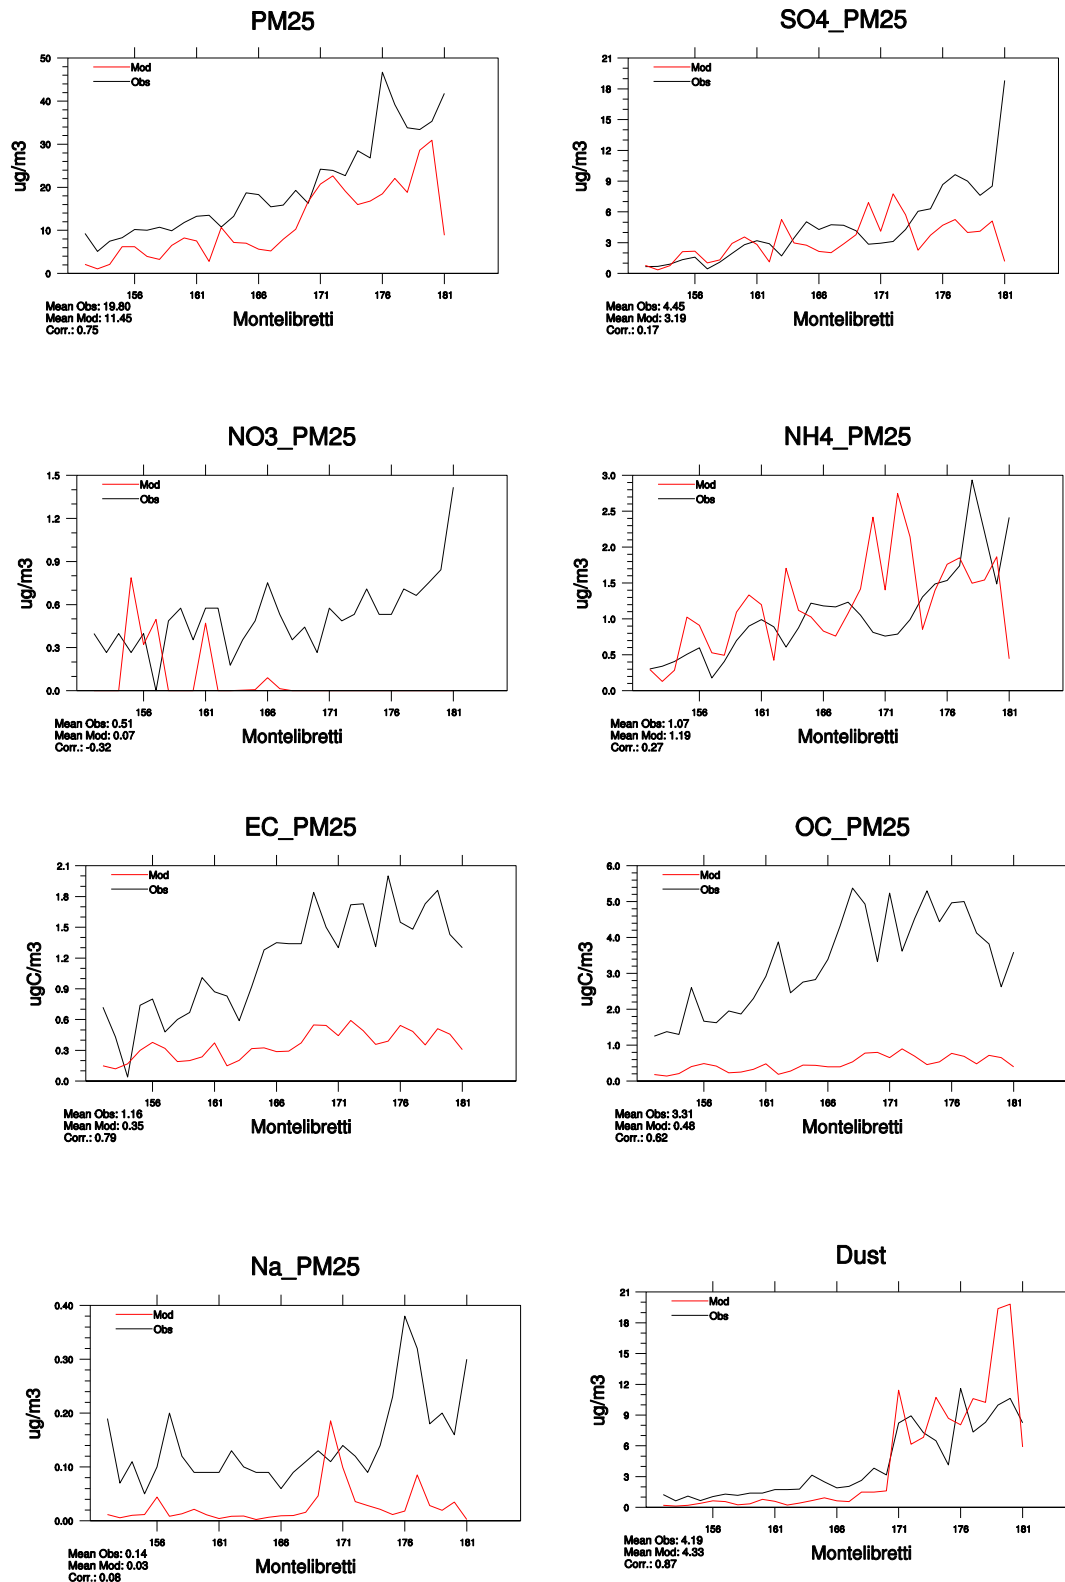 PM25
50
40
30
20
10
0
ug/m3
Mod
Obs
156 161 166 171 176 181
Mean Obs: 19.80
Mean Mod: 11.45
Corr.: 0.75
Montelibretti
SO4_PM25
21
18
15
12
9
6
3
0
ug/m3
Mod
Obs
156 161 166 171 176 181
Mean Obs: 4.45
Mean Mod: 3.19
Corr.: 0.17
Montelibretti
NO3_PM25
1.5
1.2
0.9
0.6
0.3
0.0
ug/m3
Mod
Obs
156 161 166 171 176 181
Mean Obs: 0.51
Mean Mod: 0.07
Corr.: -0.32
Montelibretti
NH4_PM25
3.0
2.5
2.0
1.5
1.0
0.5
0.0
ug/m3
Mod
Obs
156 161 166 171 176 181
Mean Obs: 1.07
Mean Mod: 1.19
Corr.: 0.27
Montelibretti
EC_PM25
2.1
1.8
1.5
1.2
0.9
0.6
0.3
0.0
ugC/m3
Mod
Obs
156 161 166 171 176 181
Mean Obs: 1.16
Mean Mod: 0.35
Corr.: 0.79
Montelibretti
OC_PM25
6.0
5.0
4.0
3.0
2.0
1.0
0.0
ugC/m3
Mod
Obs
156 161 166 171 176 181
Mean Obs: 3.31
Mean Mod: 0.48
Corr.: 0.62
Montelibretti
Na_PM25
0.40
0.30
0.20
0.10
0.00
ug/m3
Mod
Obs
156 161 166 171 176 181
Mean Obs: 0.14
Mean Mod: 0.03
Corr.: 0.08
Montelibretti
Dust
21
18
15
12
9
6
3
0
ug/m3
Mod
Obs
156 161 166 171 176 181
Mean Obs: 4.19
Mean Mod: 4.33
Corr.: 0.87
Montelibretti